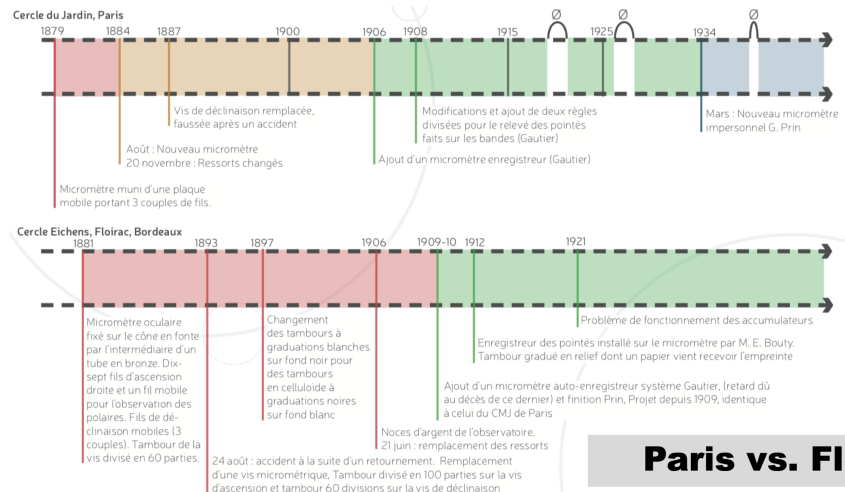 Cercle du Jardin, Paris
1879 1884 1887 1900 1906 1908 1915 Ø 1925 Ø 1934 Ø
Vis de déclinaison remplacée,
faussée après un accident
Août : Nouveau micromètre
20 novembre : Ressorts changés
Micromètre muni d'une plaque
mobile portant 3 couples de fils.
Modifications et ajout de deux règles
divisées pour le relevé des pointés
faits sur les bandes (Gautier)
Ajout d'un micromètre enregistreur (Gautier)
Mars : Nouveau micromètre
impersonnel G. Prin
Cercle Eichens, Floirac, Bordeaux
1881 1893 1897 1906 1909-10 1912 1921
Micromètre oculaire
fixé sur le cône en fonte
par l'intermédiaire d'un
tube en bronze. Dix-
sept fils d'ascension
droite et un fil mobile
pour l'observation des
polaires. Fils de dé-
clinaison mobiles (3
couples). Tambour de la
vis divisé en 60 parties.
24 août : accident à la suite d'un retournement. Remplacement
d'une vis micrométrique, Tambour divisé en 100 parties sur la vis
d'ascension et tambour 60 divisions sur la vis de déclinaison
Changement
des tambours à
graduations blanches
sur fond noir pour
des tambours
en celluloïde à
graduations noires
sur fond blanc
Noces d'argent de l'observatoire.
21 juin : remplacement des ressorts
Ajout d'un micromètre auto-enregistreur système Gautier, (retard dû
au décès de ce dernier) et finition Prin, Projet depuis 1909, identique
à celui du CMJ de Paris
Enregistreur des pointés installé sur le micromètre par M. E. Bouty.
Tambour gradué en relief dont un papier vient recevoir l'empreinte
Problème de fonctionnement des accumulateurs
Paris vs. Fl